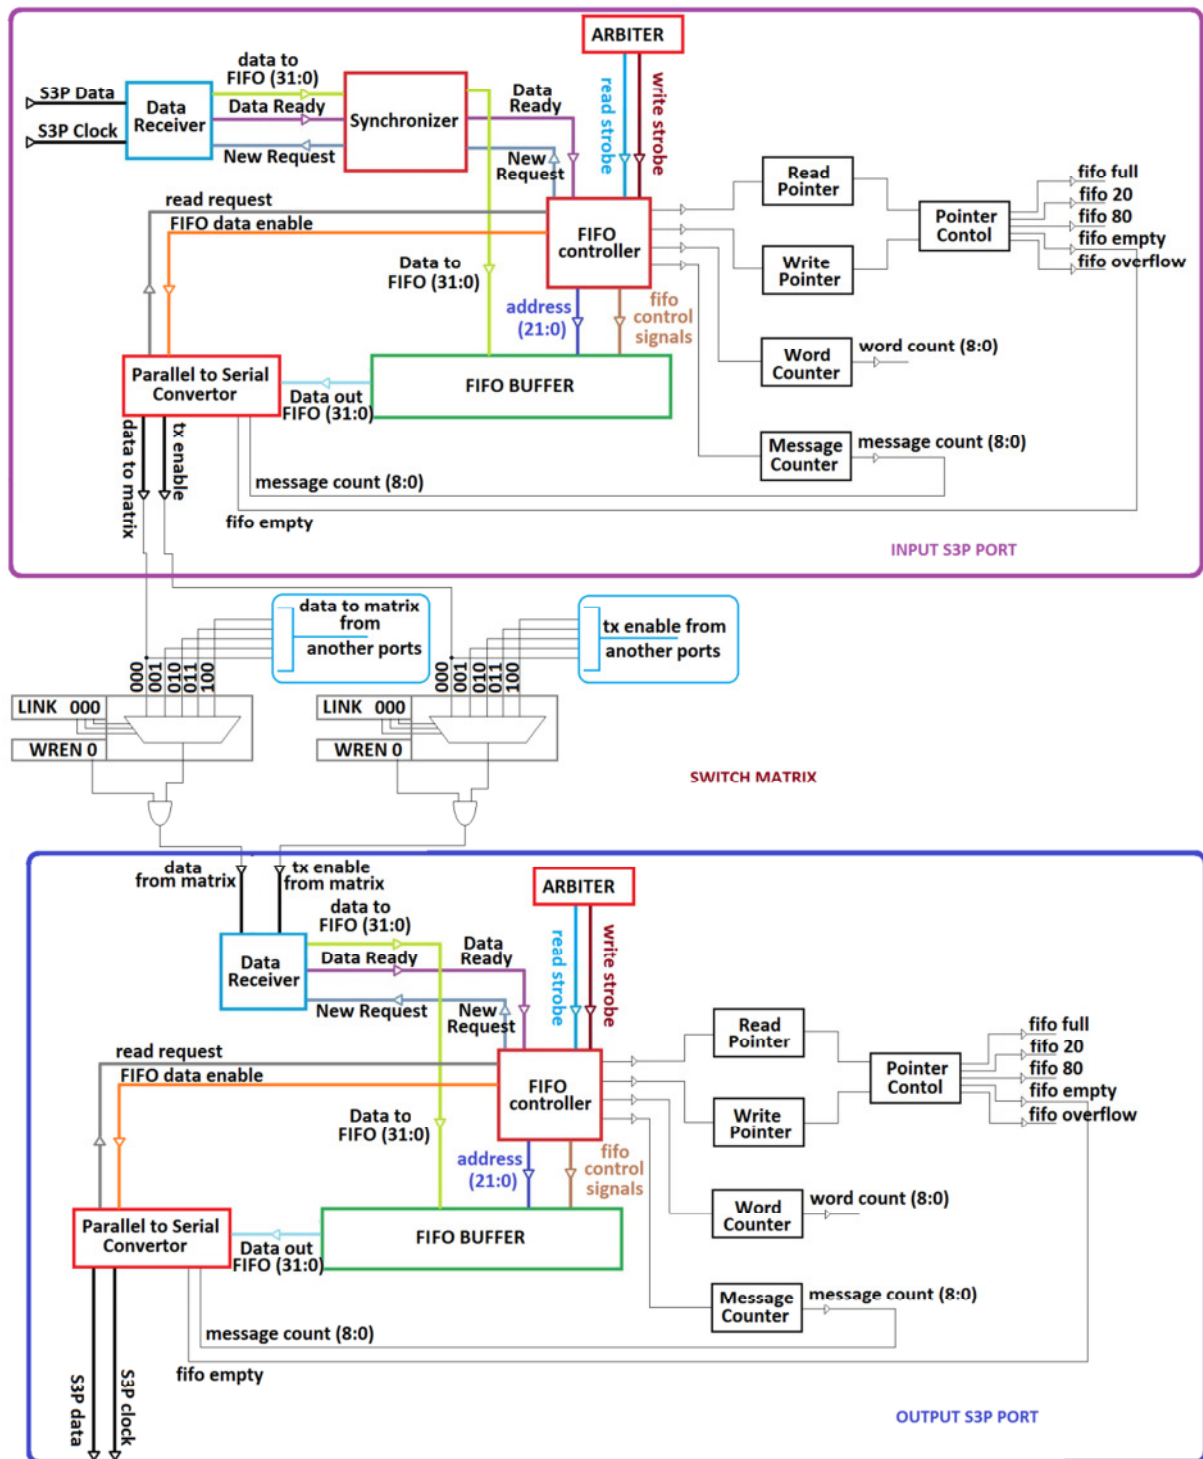 ARBITER
data to
FIFO (31:0)
S3P Data
Data
Receiver
Data Ready
Synchronizer
Data
Ready
read strobe
write strobe
S3P Clock
New Request
New
Request
read request
FIFO data enable
FIFO
controller
Read
Pointer
Write
Pointer
Pointer
Contol
fifo full
fifo 20
fifo 80
fifo empty
fifo overflow
Data to
FIFO (31:0)
address
(21:0)
fifo
control
signals
Word
Counter
word count (8:0)
Parallel to Serial
Convertor
Data out
FIFO (31:0)
FIFO BUFFER
Message
Counter
message count (8:0)
data to matrix
tx enable
message count (8:0)
fifo empty
INPUT S3P PORT
data to matrix
from
another ports
tx enable from
another ports
000
001
010
011
100
000
001
010
011
100
LINK 000
WREN 0
LINK 000
WREN 0
SWITCH MATRIX
data
from matrix
tx enable
from matrix
ARBITER
data to
FIFO (31:0)
Data
Receiver
Data Ready
Data
Ready
read strobe
write strobe
New Request
New
Request
read request
FIFO data enable
FIFO
controller
Read
Pointer
Write
Pointer
Pointer
Contol
fifo full
fifo 20
fifo 80
fifo empty
fifo overflow
Data to
FIFO (31:0)
address
(21:0)
fifo
control
signals
Word
Counter
word count (8:0)
Parallel to Serial
Convertor
Data out
FIFO (31:0)
FIFO BUFFER
Message
Counter
message count (8:0)
message count (8:0)
fifo empty
S3P data
S3P clock
OUTPUT S3P PORT